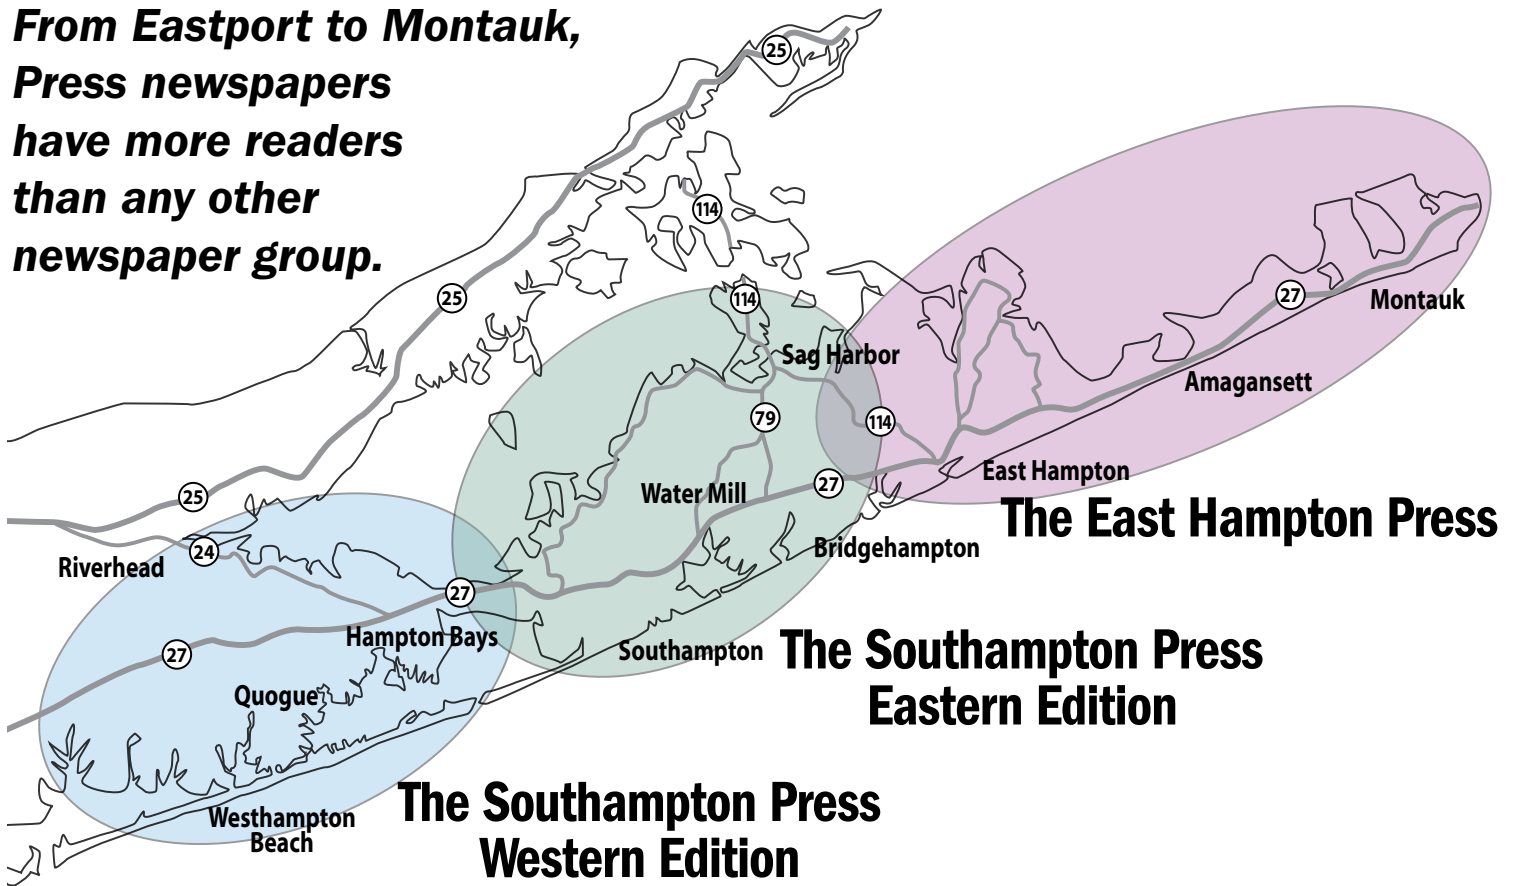 From Eastport to Montauk,
Press newspapers
have more readers
than any other
newspaper group.
25
114
25
114
27
Montauk
Sag Harbor
Amagansett
79
114
East Hampton
27
Water Mill
25
The East Hampton Press
Bridgehampton
24
Riverhead
27
Hampton Bays
27
Southampton
The Southampton Press
Eastern Edition
Quogue
The Southampton Press
Western Edition
Westhampton
Beach